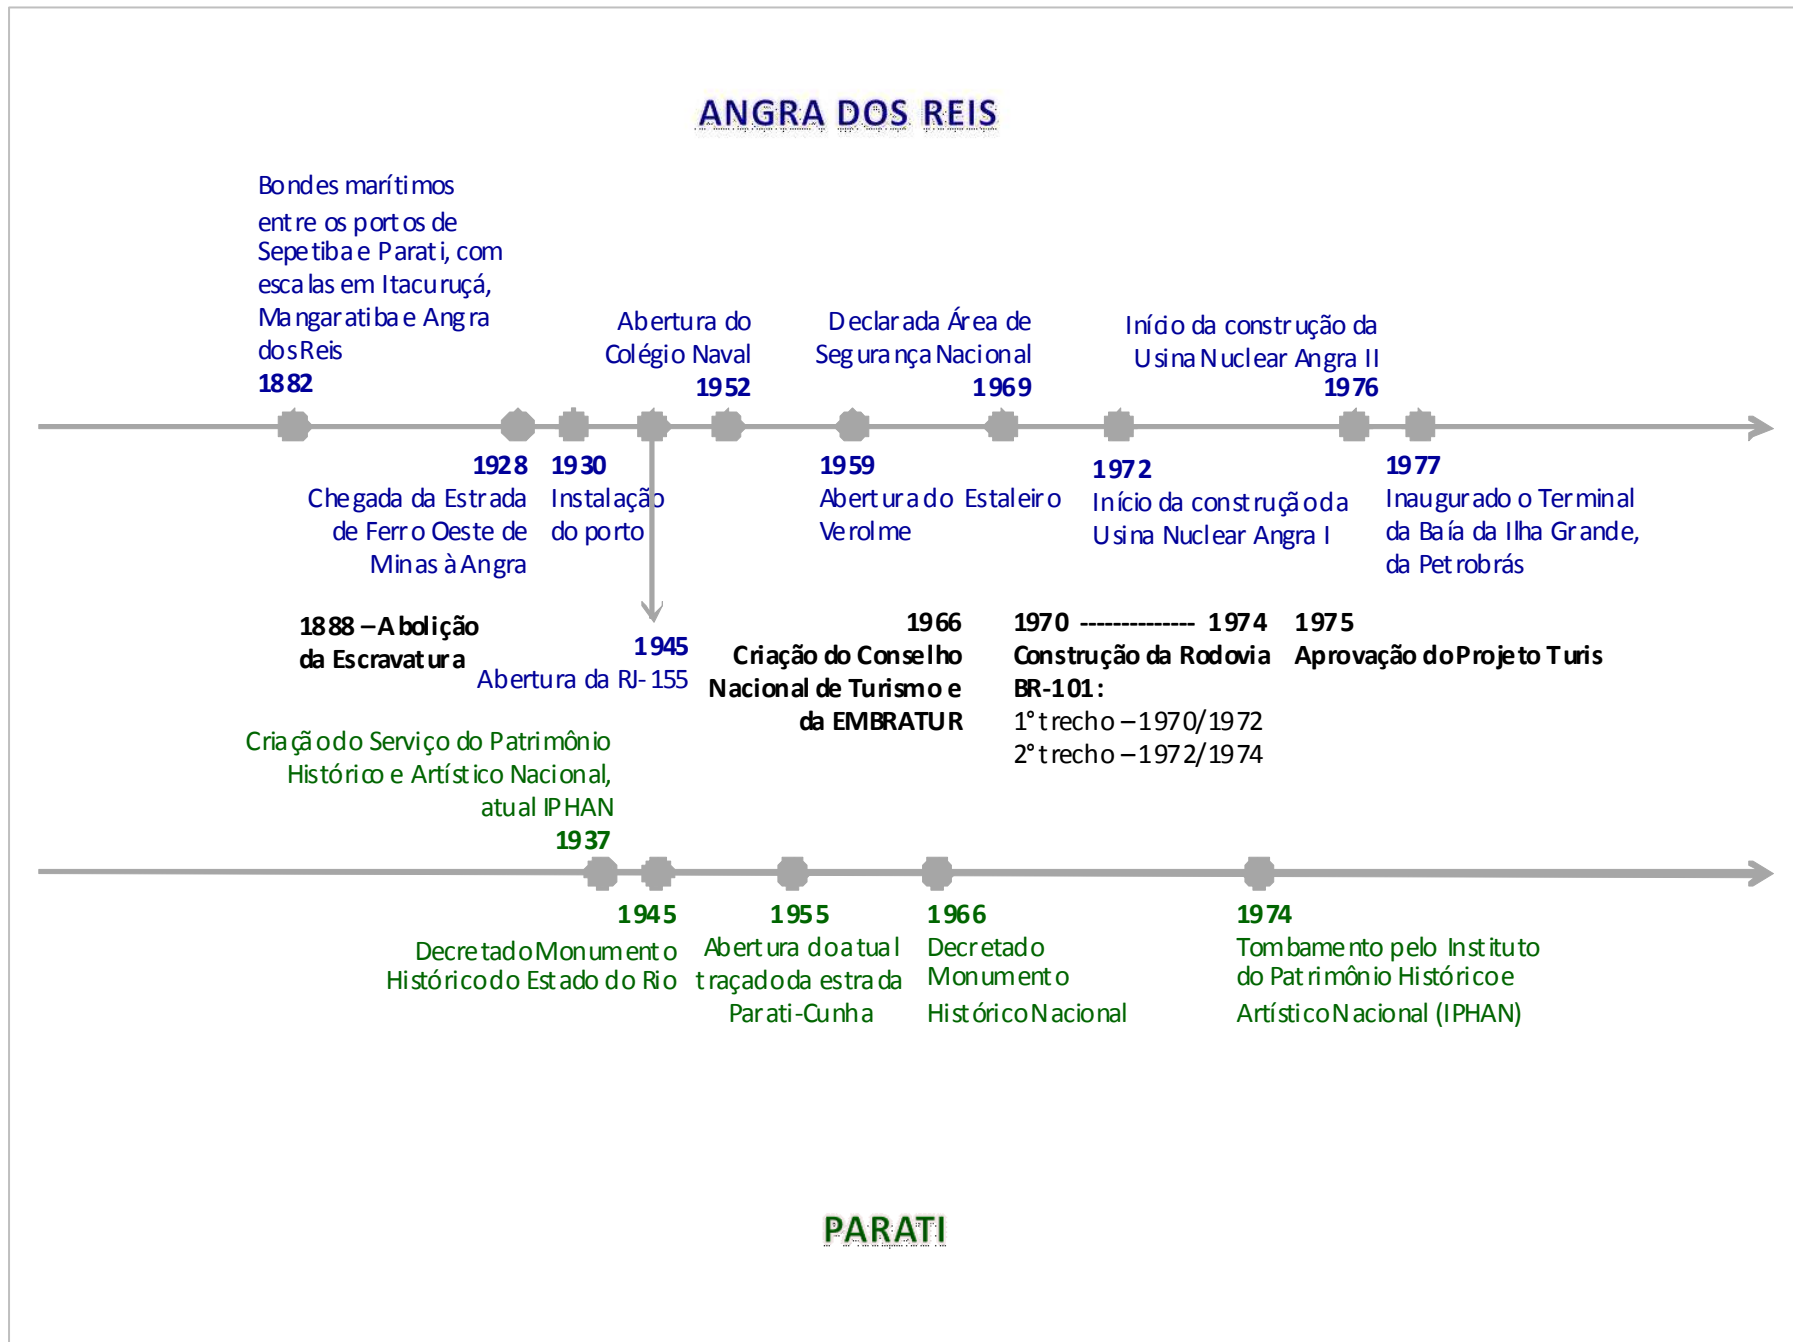 ANGRA DOS REIS
Bondes marítimos
entre os portos de
Sepetiba e Parati, com
escalas em Itacuruçá,
Mangaratiba e Angra
dos Reis
1882
Abertura do
Colégio Naval
1952
Declarada Área de
Segurança Nacional
1969
Início da construção da
Usina Nuclear Angra II
1976
1928
Chegada da Estrada
de Ferro Oeste de
Minas à Angra
1930
Instalação
do porto
1959
Abertura do Estaleiro
Verolme
1972
Início da construção da
Usina Nuclear Angra I
1977
Inaugurado o Terminal
da Baía da Ilha Grande,
da Petrobrás
1888 – Abolição
da Escravatura
1945
Abertura da RJ-155
1966
Criação do Conselho
Nacional de Turismo e
da EMBRATUR
1970 -------------- 1974
Construção da Rodovia
BR-101:
1° trecho – 1970/1972
2° trecho – 1972/1974
1975
Aprovação do Projeto Turis
Criação do Serviço do Patrimônio
Histórico e Artístico Nacional,
atual IPHAN
1937
1945
Decretado Monumento
Histórico do Estado do Rio
1955
Abertura do atual
traçado da estrada
Parati-Cunha
1966
Decretado
Monumento
Histórico Nacional
1974
Tombamento pelo Instituto
do Patrimônio Histórico e
Artístico Nacional (IPHAN)
PARATI